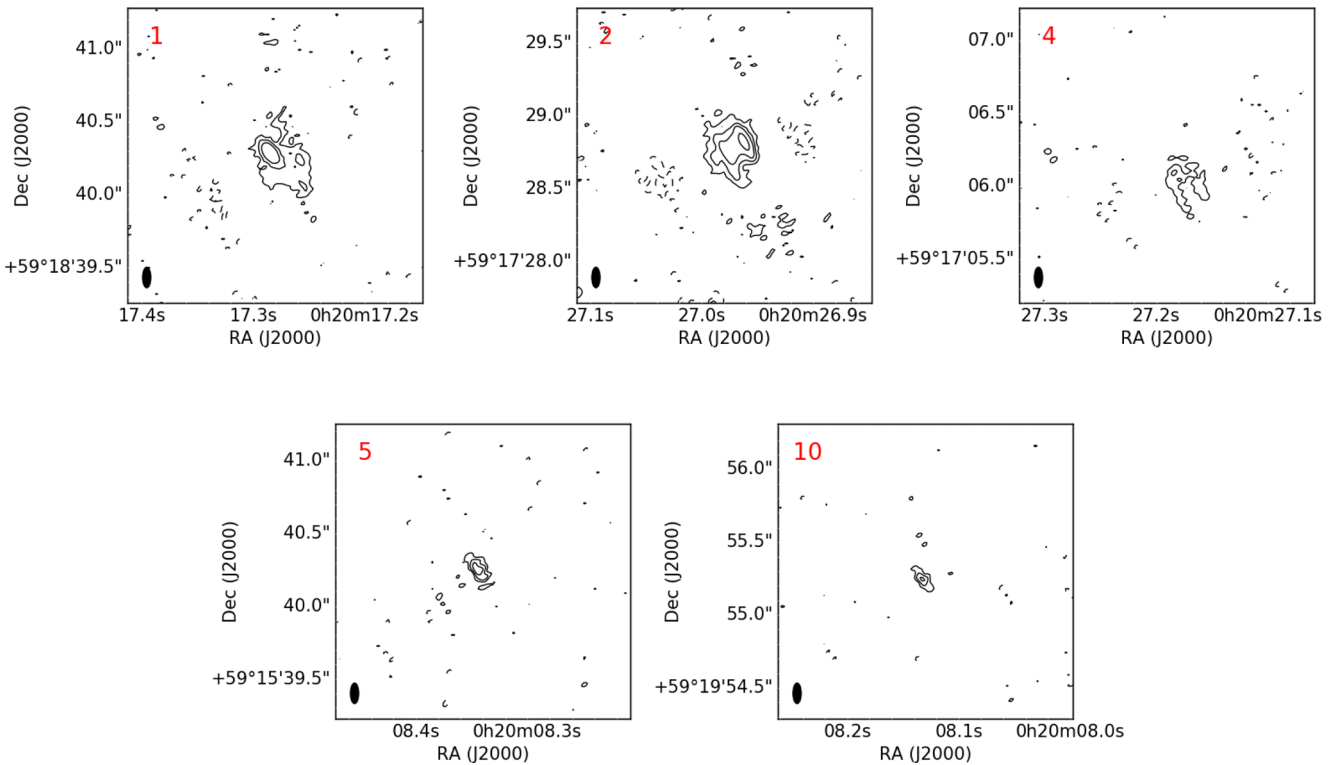 1
41.0"
40.5"
40.0"
+59°18'39.5"
Dec (J2000)
17.4s 17.3s 0h20m17.2s
RA (J2000)
2
29.5"
29.0"
28.5"
+59°17'28.0"
Dec (J2000)
27.1s 27.0s 0h20m26.9s
RA (J2000)
4
07.0"
06.5"
06.0"
+59°17'05.5"
Dec (J2000)
27.3s 27.2s 0h20m27.1s
RA (J2000)
5
41.0"
40.5"
40.0"
+59°15'39.5"
Dec (J2000)
08.4s 0h20m08.3s
RA (J2000)
10
56.0"
55.5"
55.0"
+59°19'54.5"
Dec (J2000)
08.2s 08.1s 0h20m08.0s
RA (J2000)